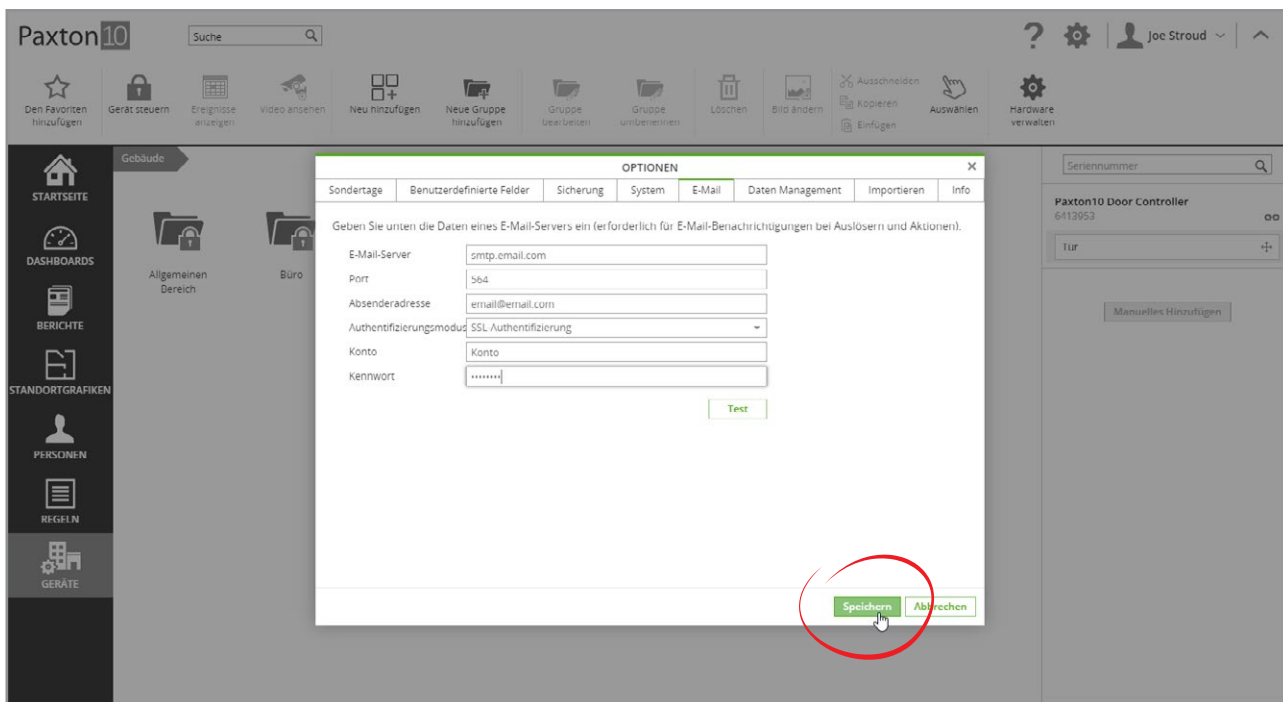 Paxton10
Suche
Joe Stroud
Den Favoriten
hinzufügen
Gerät steuern
Ereignisse
anzeigen
Video ansehen
Neu hinzufügen
Neue Gruppe
hinzufügen
Gruppe
bearbeiten
Gruppe
umbenennen
Löschen
Bild ändern
Ausschneiden
Kopieren
Einfügen
Auswählen
Hardware
verwalten
STARTSEITE
DASHBOARDS
BERICHTE
STANDORTGRAFIKEN
PERSONEN
REGELN
GERÄTE
Gebäude
Allgemeinen
Bereich
Büro
OPTIONEN
Sondertage Benutzerdefinierte Felder Sicherung System E-Mail Daten Management Importieren Info
Geben Sie unten die Daten eines E-Mail-Servers ein (erforderlich für E-Mail-Benachrichtigungen bei Auslösern und Aktionen).
E-Mail-Server smtp.email.com
Port 564
Absenderadresse email@email.com
Authentifizierungsmodus SSL Authentifizierung
Konto Konto
Kennwort ••••••••
Test
Speichern Abbrechen
Seriennummer
Paxton10 Door Controller
6413953
Tür
Manuelles Hinzufügen